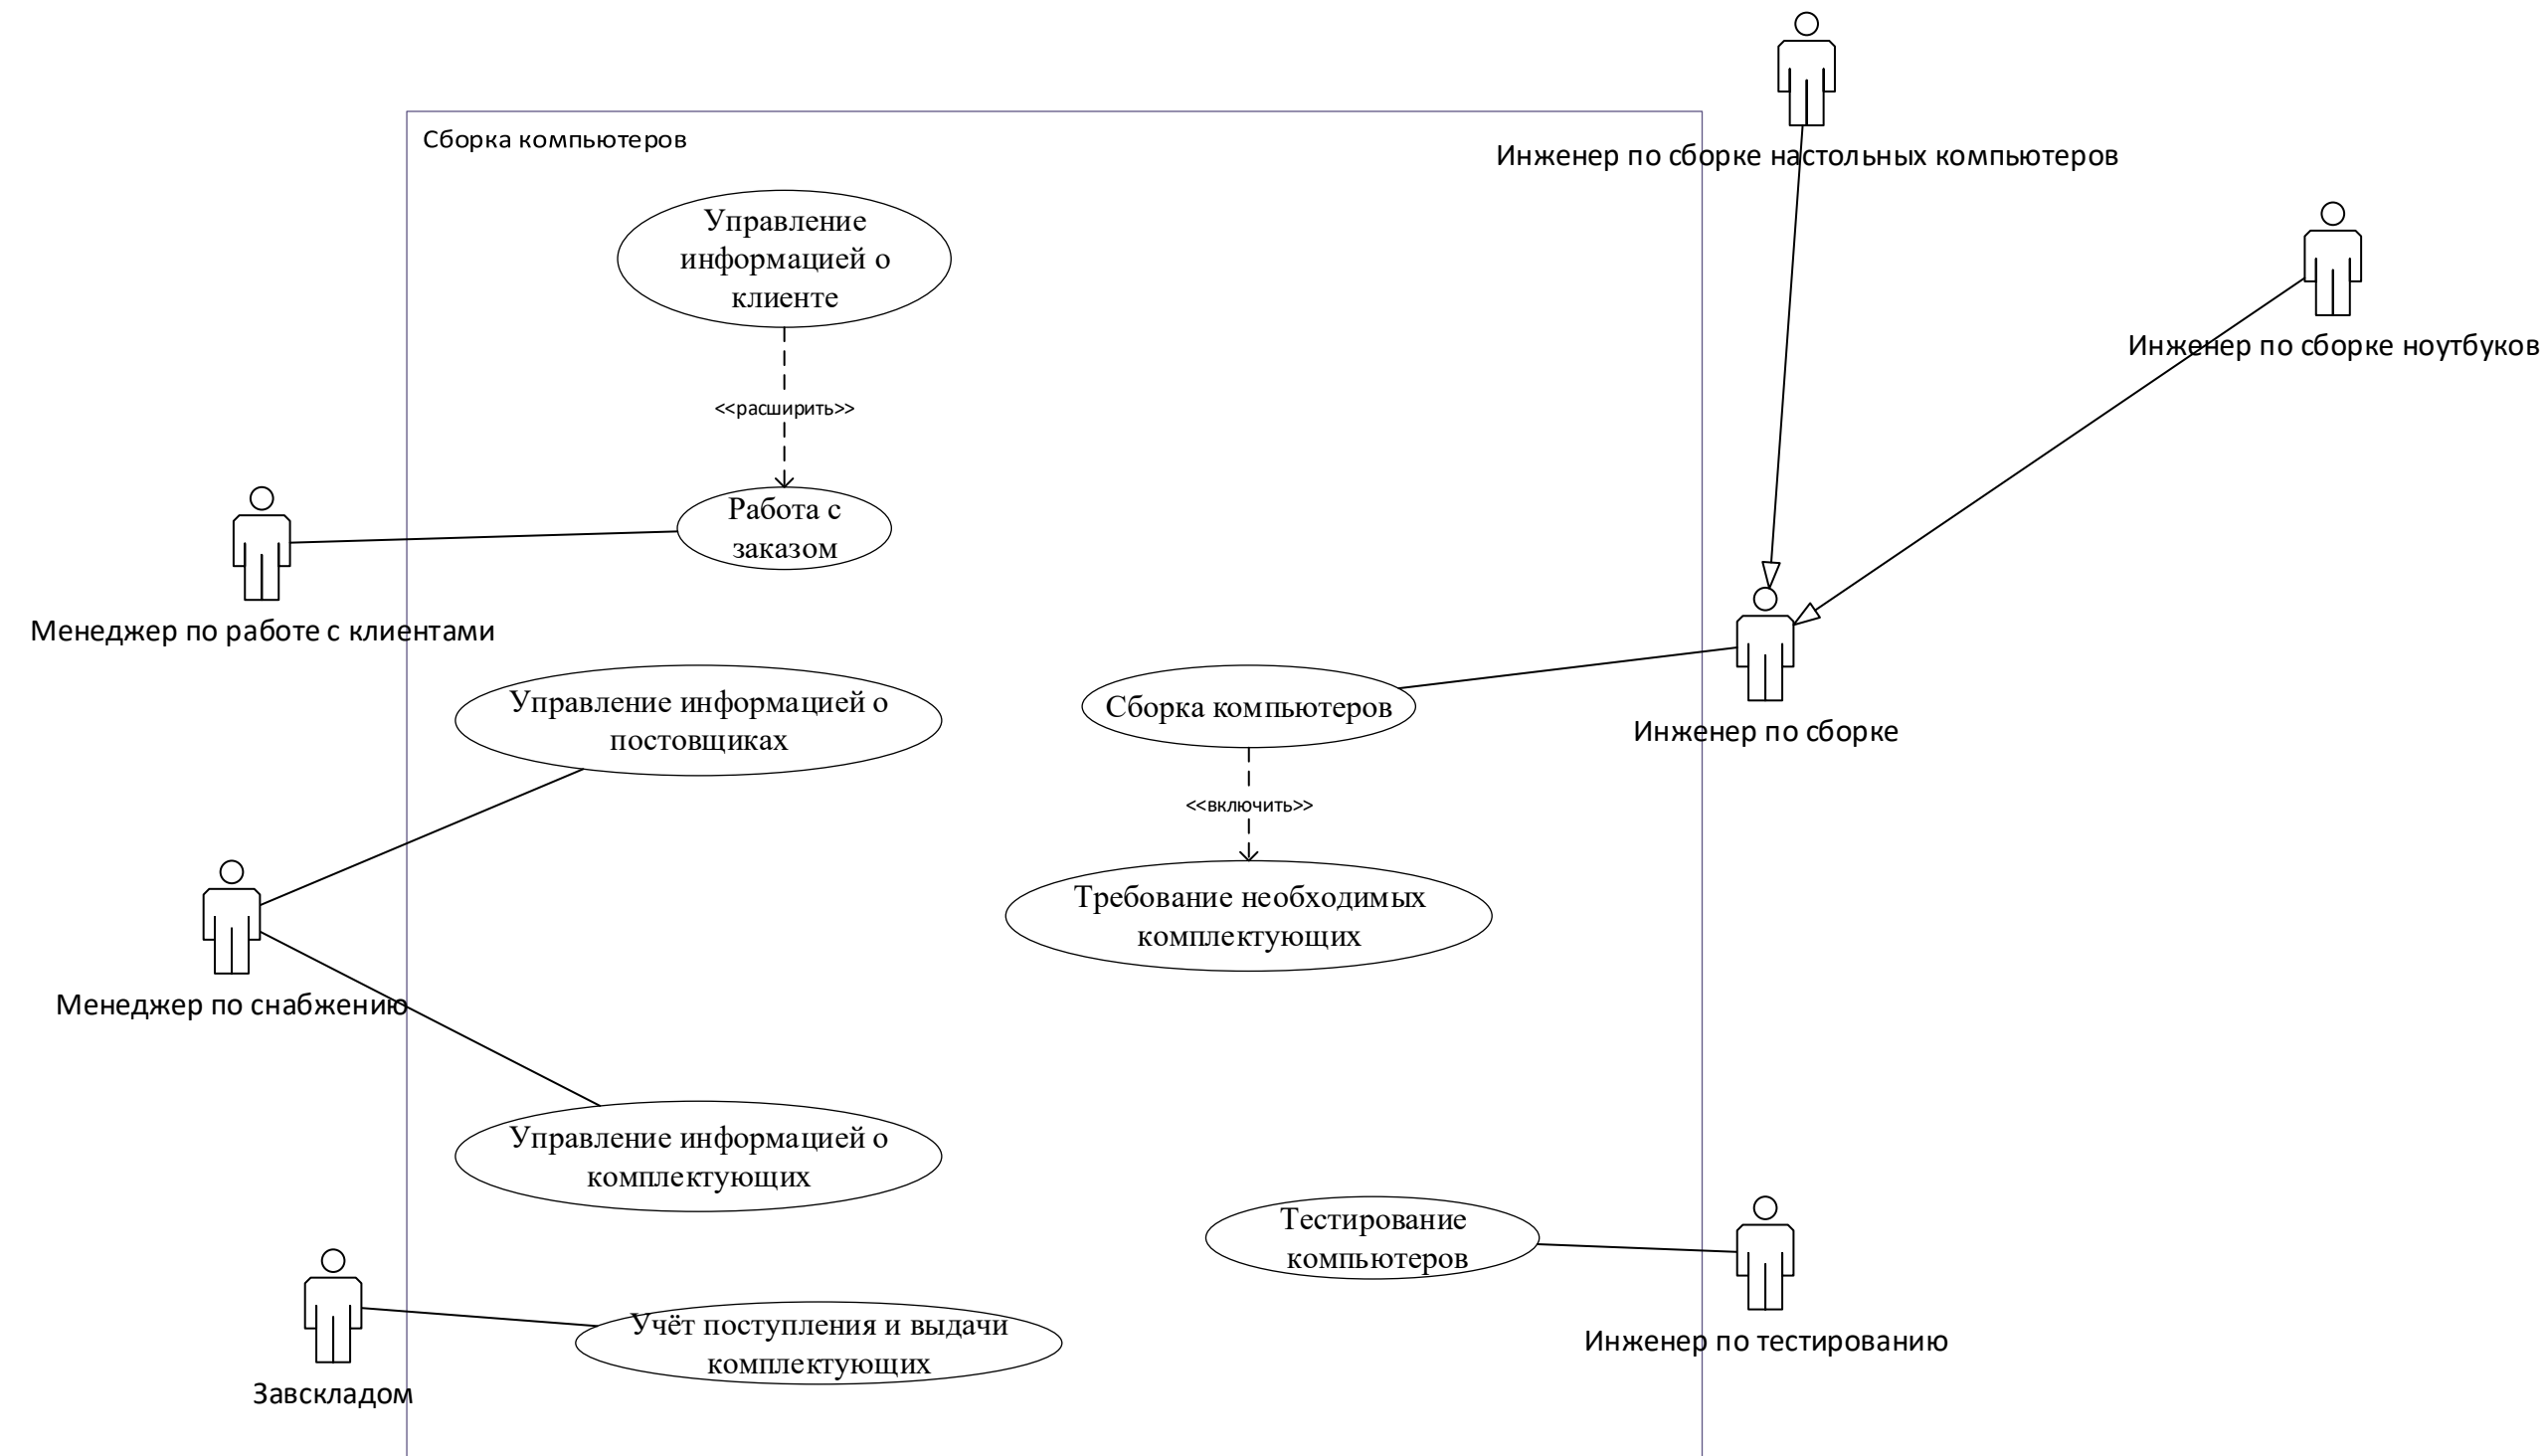 Сборка компьютеров
Инженер по сборке настольных компьютеров
Управление
информацией о
клиенте
Инженер по сборке ноутбуков
<<расширить>>
Работа с
заказом
Менеджер по работе с клиентами
Управление информацией о
постовщиках
Сборка компьютеров
Инженер по сборке
<<включить>>
Требование необходимых
комплектующих
Менеджер по снабжению
Управление информацией о
комплектующих
Тестирование
компьютеров
Инженер по тестированию
Учёт поступления и выдачи
комплектующих
Завскладом